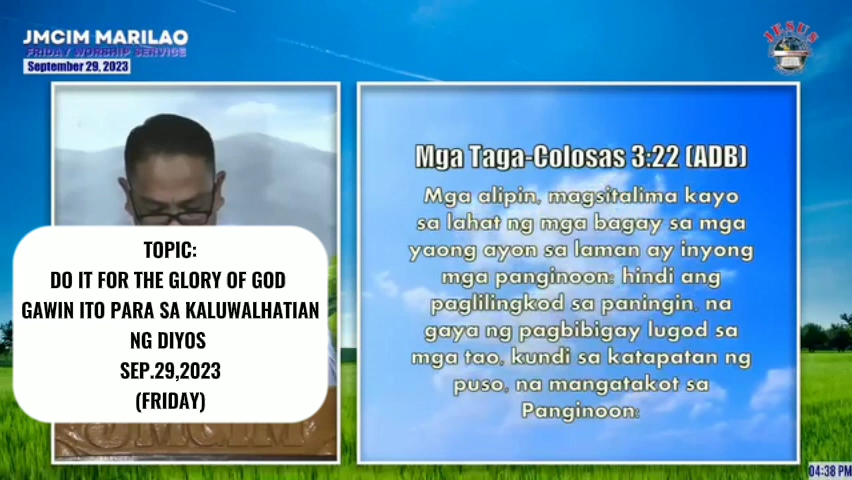 JMCIM MARILAO
FRIDAY WORSHIP SERVICE
September 29, 2023
JESUS
Mga Taga-Colosas 3:22 (ADB)
Mga alipin, magsitalima kayo
sa lahat ng mga bagay sa mga
yaong ayon sa laman ay inyong
mga panginoon: hindi ang
paglilingkod sa paningin, na
gaya ng pagbibigay lugod sa
mga tao, kundi sa katapatan ng
puso, na mangatakot sa
Panginoon:
TOPIC:
DO IT FOR THE GLORY OF GOD
GAWIN ITO PARA SA KALUWALHATIAN
NG DIYOS
SEP.29,2023
(FRIDAY)
JMCIM
04:38 PM